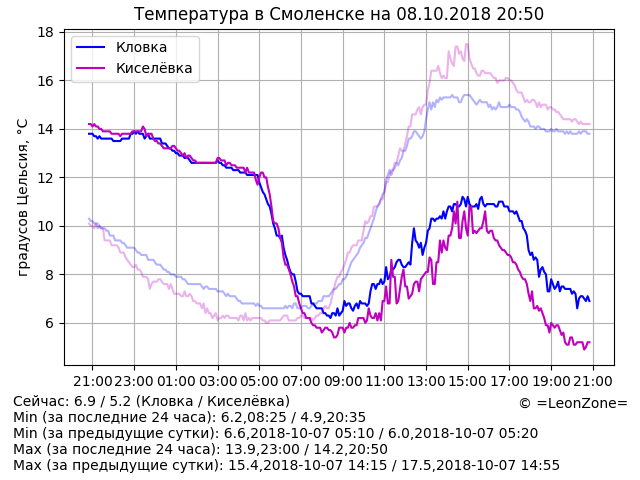 Температура в Смоленске на 08.10.2018 20:50
градусов Цельсия, °C
18
16
14
12
10
8
6
Кловка
Киселёвка
21:00 23:00 01:00 03:00 05:00 07:00 09:00 11:00 13:00 15:00 17:00 19:00 21:00
Сейчас: 6.9 / 5.2 (Кловка / Киселёвка)
© =LeonZone=
Min (за последние 24 часа): 6.2,08:25 / 4.9,20:35
Min (за предыдущие сутки): 6.6,2018-10-07 05:10 / 6.0,2018-10-07 05:20
Max (за последние 24 часа): 13.9,23:00 / 14.2,20:50
Max (за предыдущие сутки): 15.4,2018-10-07 14:15 / 17.5,2018-10-07 14:55